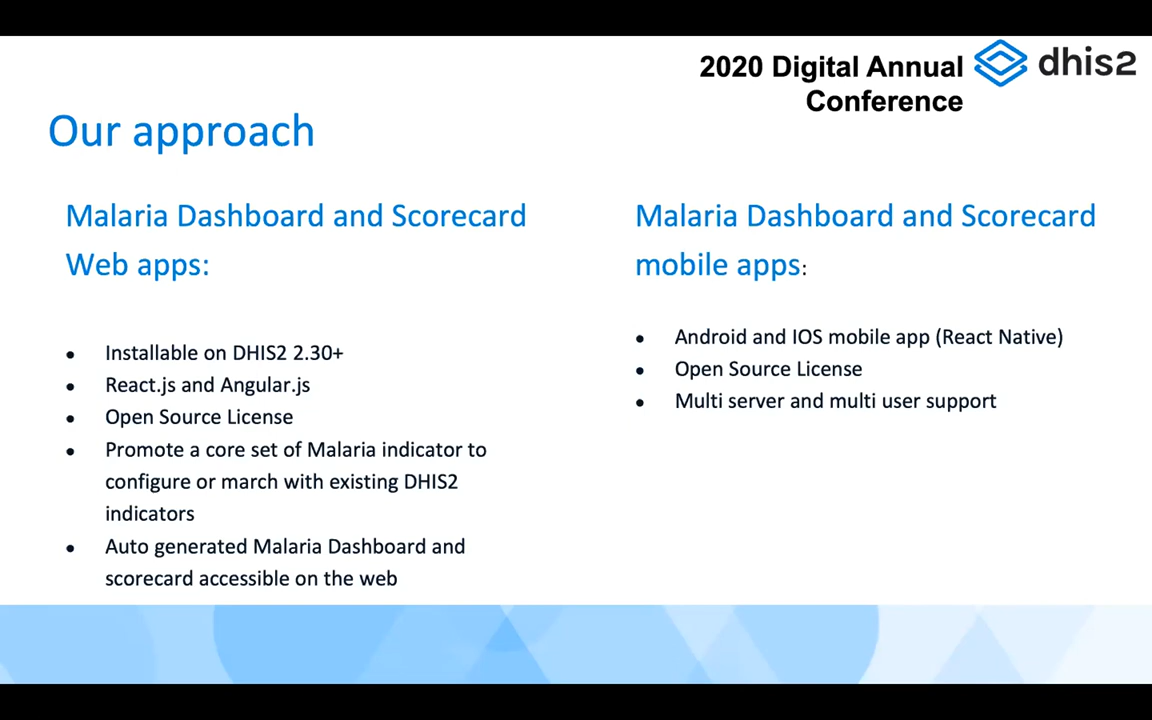 2020 Digital Annual
Conference
dhis2
Our approach
Malaria Dashboard and Scorecard
Web apps:
• Installable on DHIS2 2.30+
• React.js and Angular.js
• Open Source License
• Promote a core set of Malaria indicator to
configure or march with existing DHIS2
indicators
• Auto generated Malaria Dashboard and
scorecard accessible on the web
Malaria Dashboard and Scorecard
mobile apps:
• Android and IOS mobile app (React Native)
• Open Source License
• Multi server and multi user support